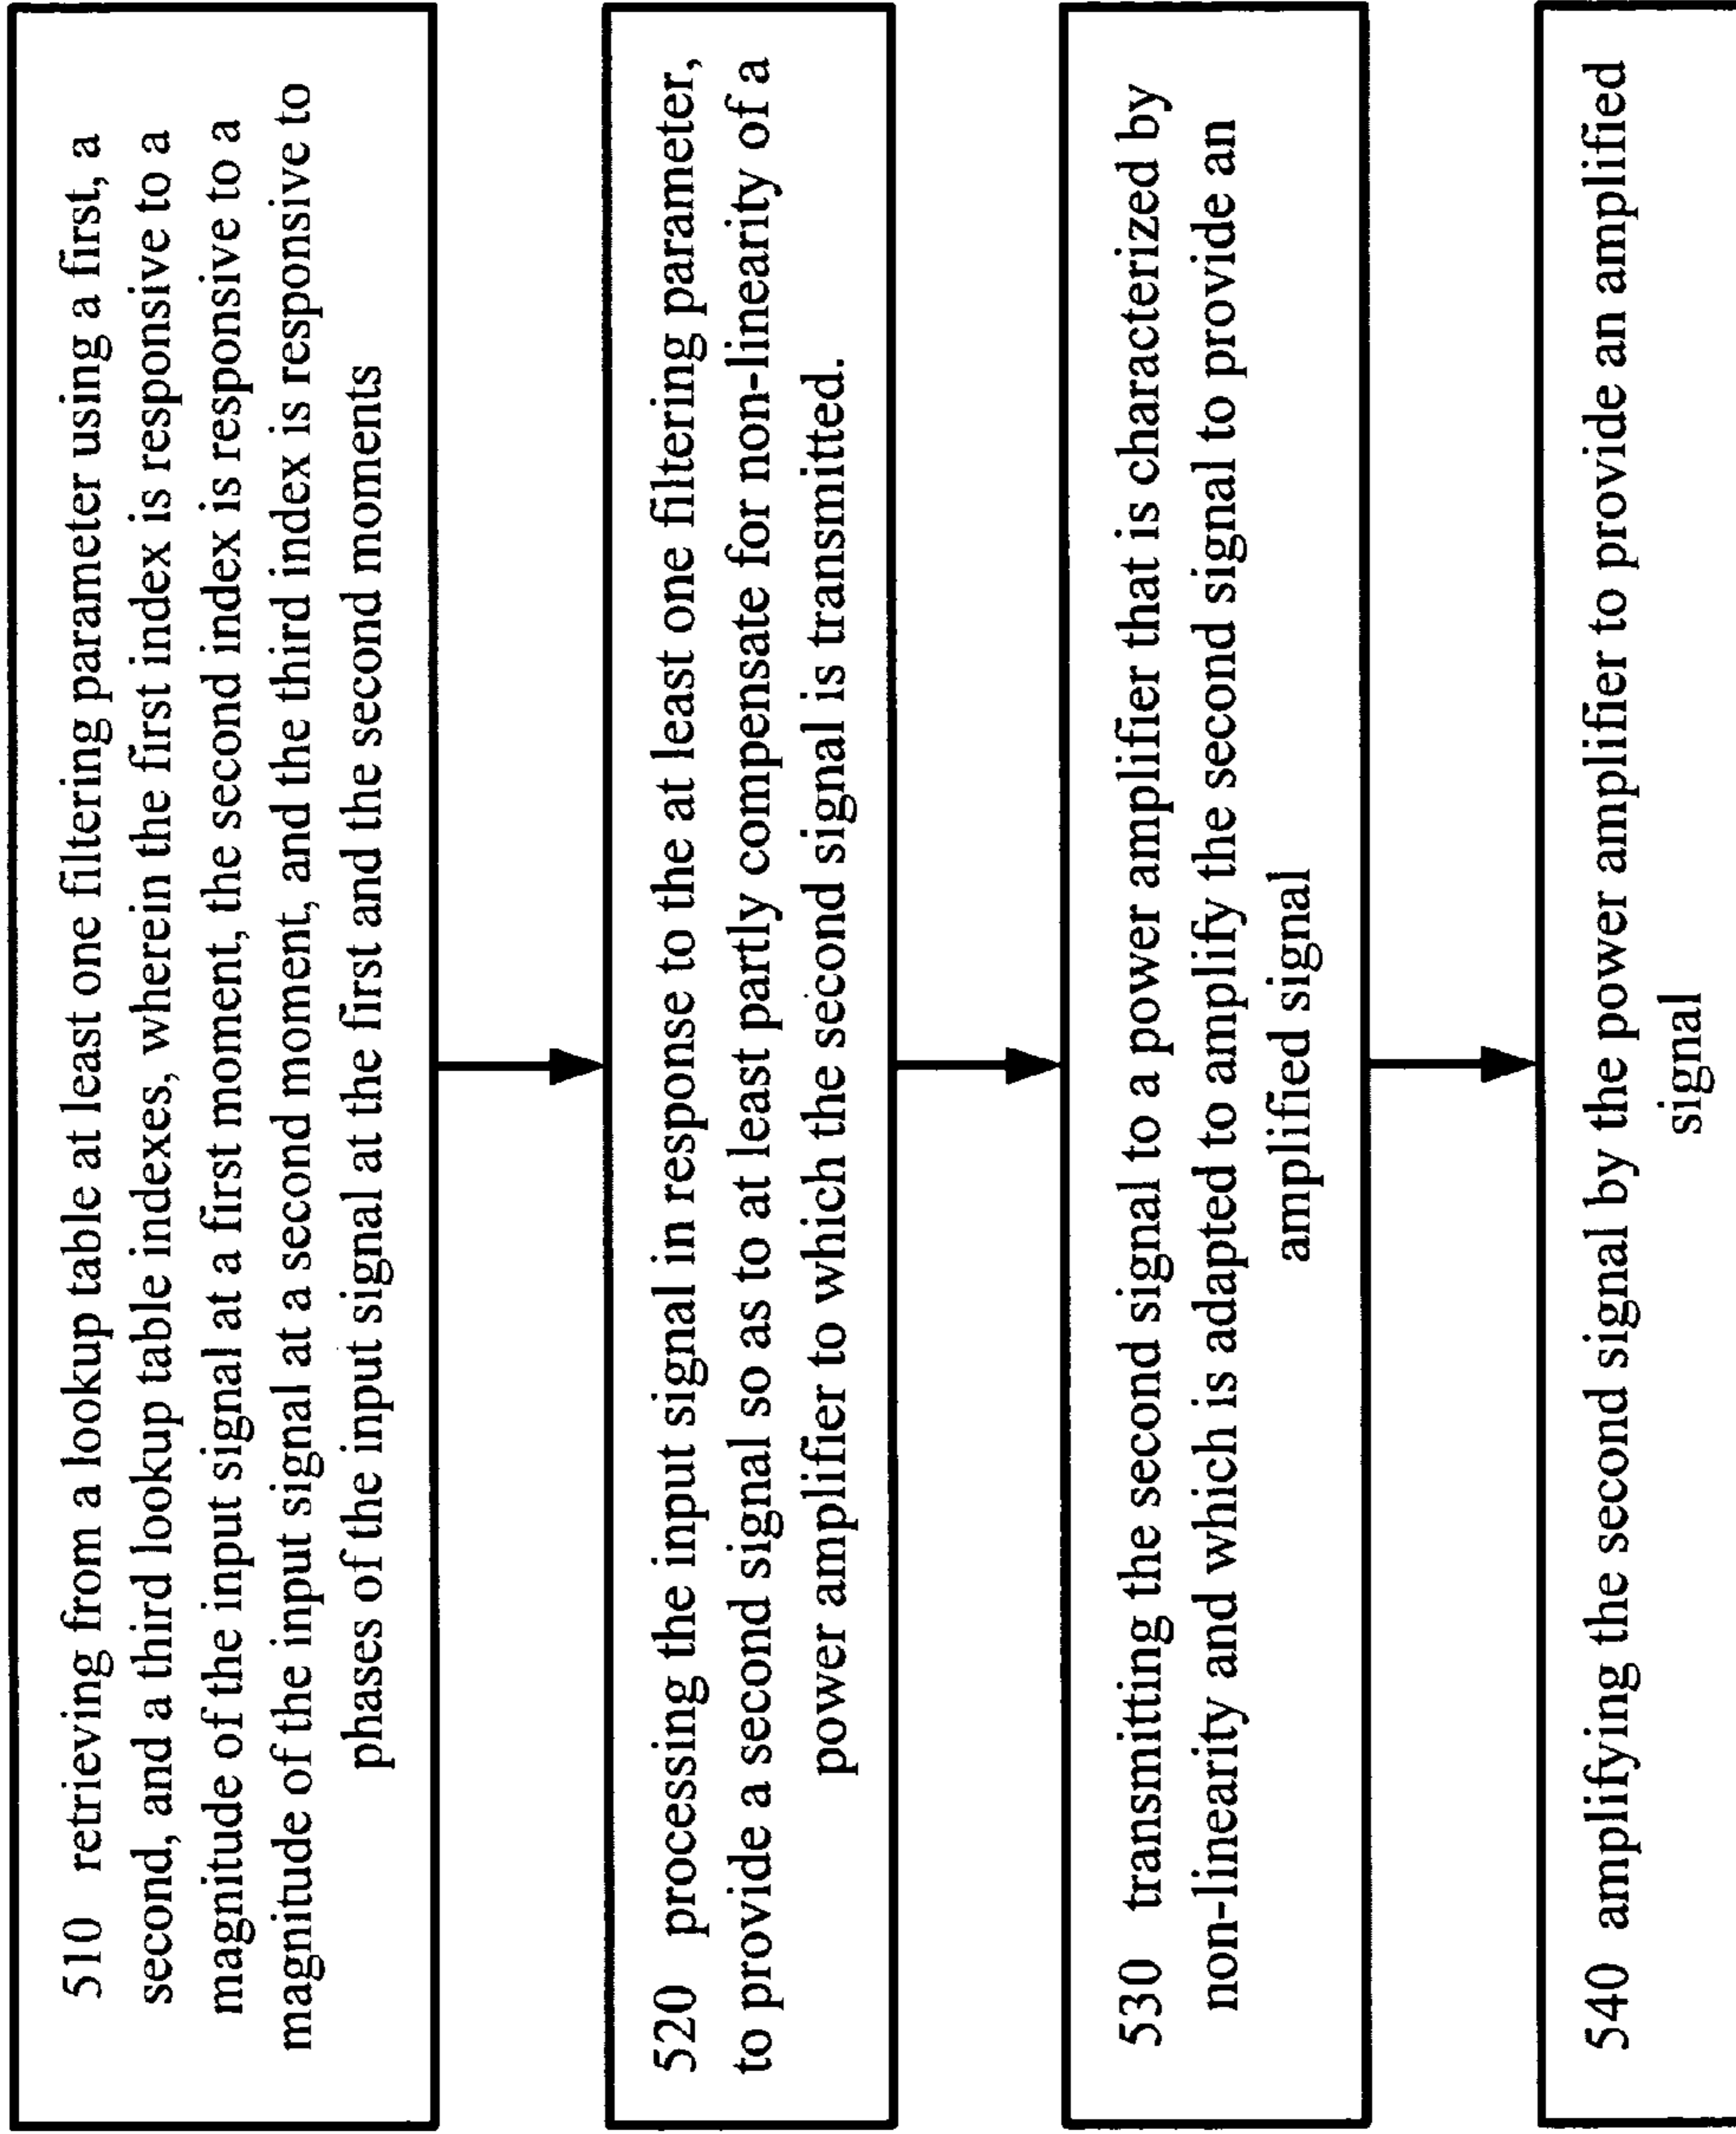 510 retrieving from a lookup table at least one filtering parameter using a first, a
second, and a third lookup table indexes, wherein the first index is responsive to a
magnitude of the input signal at a first moment, the second index is responsive to a
magnitude of the input signal at a second moment, and the third index is responsive to
phases of the input signal at the first and the second moments
520 processing the input signal in response to the at least one filtering parameter,
to provide a second signal so as to at least partly compensate for non-linearity of a
power amplifier to which the second signal is transmitted.
530 transmitting the second signal to a power amplifier that is characterized by
non-linearity and which is adapted to amplify the second signal to provide an
amplified signal
540 amplifying the second signal by the power amplifier to provide an amplified
signal